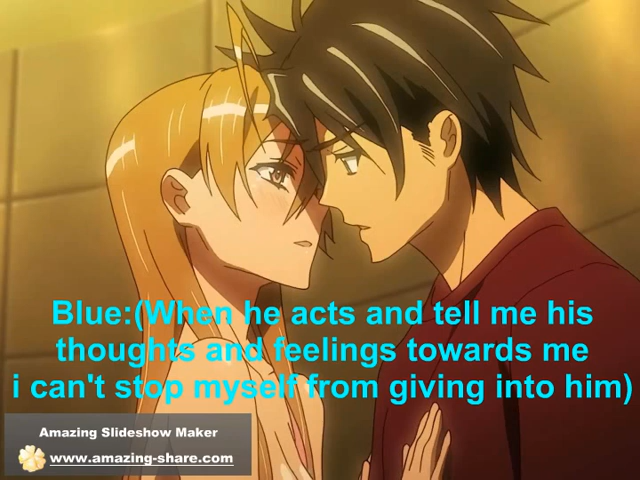 Blue:(When he acts and tell me his
thoughts and feelings towards me
i can't stop myself from giving into him)
Amazing Slideshow Maker
www.amazing-share.com